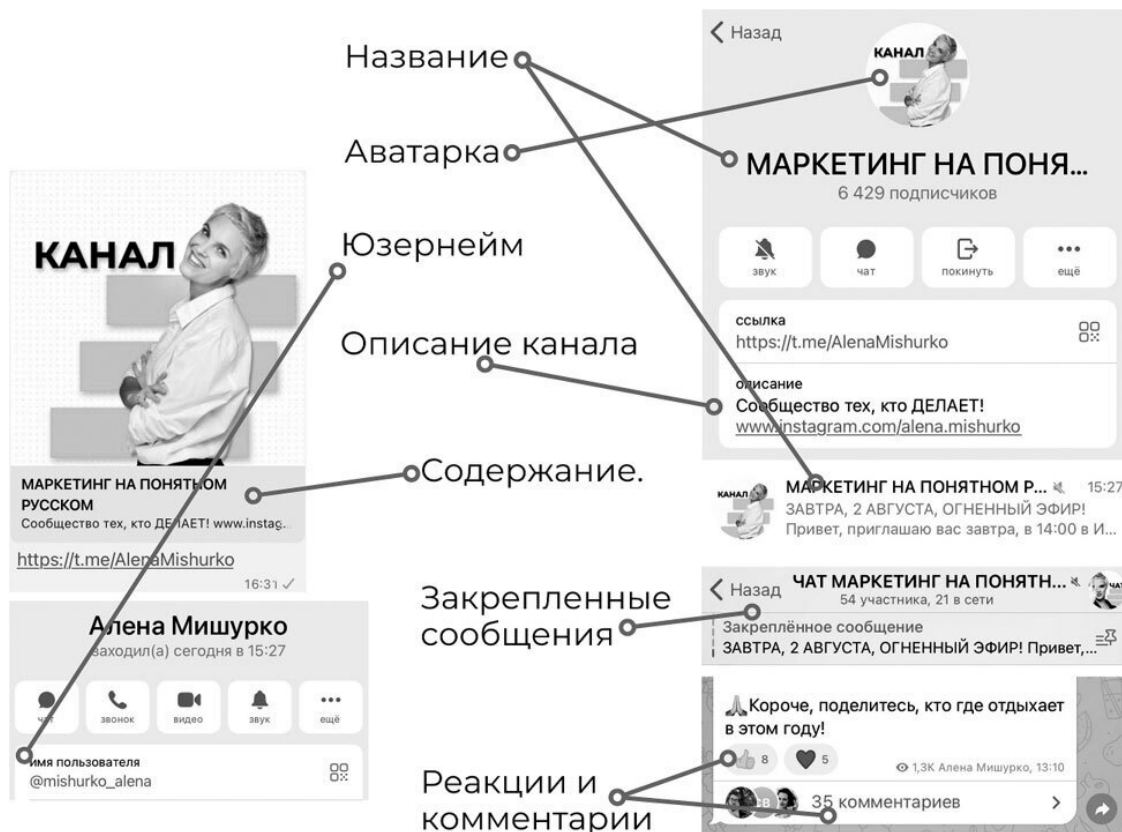 Название
Аватарка
Юзернейм
Описание канала
Содержание.
Закрепленные
сообщения
Реакции и
комментарии
КАНАЛ
МАРКЕТИНГ НА ПОНЯТНОМ
РУССКОМ
Сообщество тех, кто ДЕЛАЕТ! www.instag...
https://t.me/AlenaMishurko
16:31
Алена Мишурко
заходил(а) сегодня в 15:27
чат
звонок
видео
звук
ещё
имя пользователя
@mishurko_alena
Назад
КАНАЛ
МАРКЕТИНГ НА ПОНЯ...
6 429 подписчиков
звук
чат
покинуть
ещё
ссылка
https://t.me/AlenaMishurko
описание
Сообщество тех, кто ДЕЛАЕТ!
www.instagram.com/alena.mishurko
КАНАЛ
МАРКЕТИНГ НА ПОНЯТНОМ Р... 15:27
ЗАВТРА, 2 АВГУСТА, ОГНЕННЫЙ ЭФИР!
Привет, приглашаю вас завтра, в 14:00 в И...
Назад
ЧАТ МАРКЕТИНГ НА ПОНЯТН...
54 участника, 21 в сети
ЧАТ
Закреплённое сообщение
ЗАВТРА, 2 АВГУСТА, ОГНЕННЫЙ ЭФИР! Привет,...
🙏Короче, поделитесь, кто где отдыхает
в этом году!
👍 8 🖤 5 1,3K Алена Мишурко, 13:10
СВ 35 комментариев